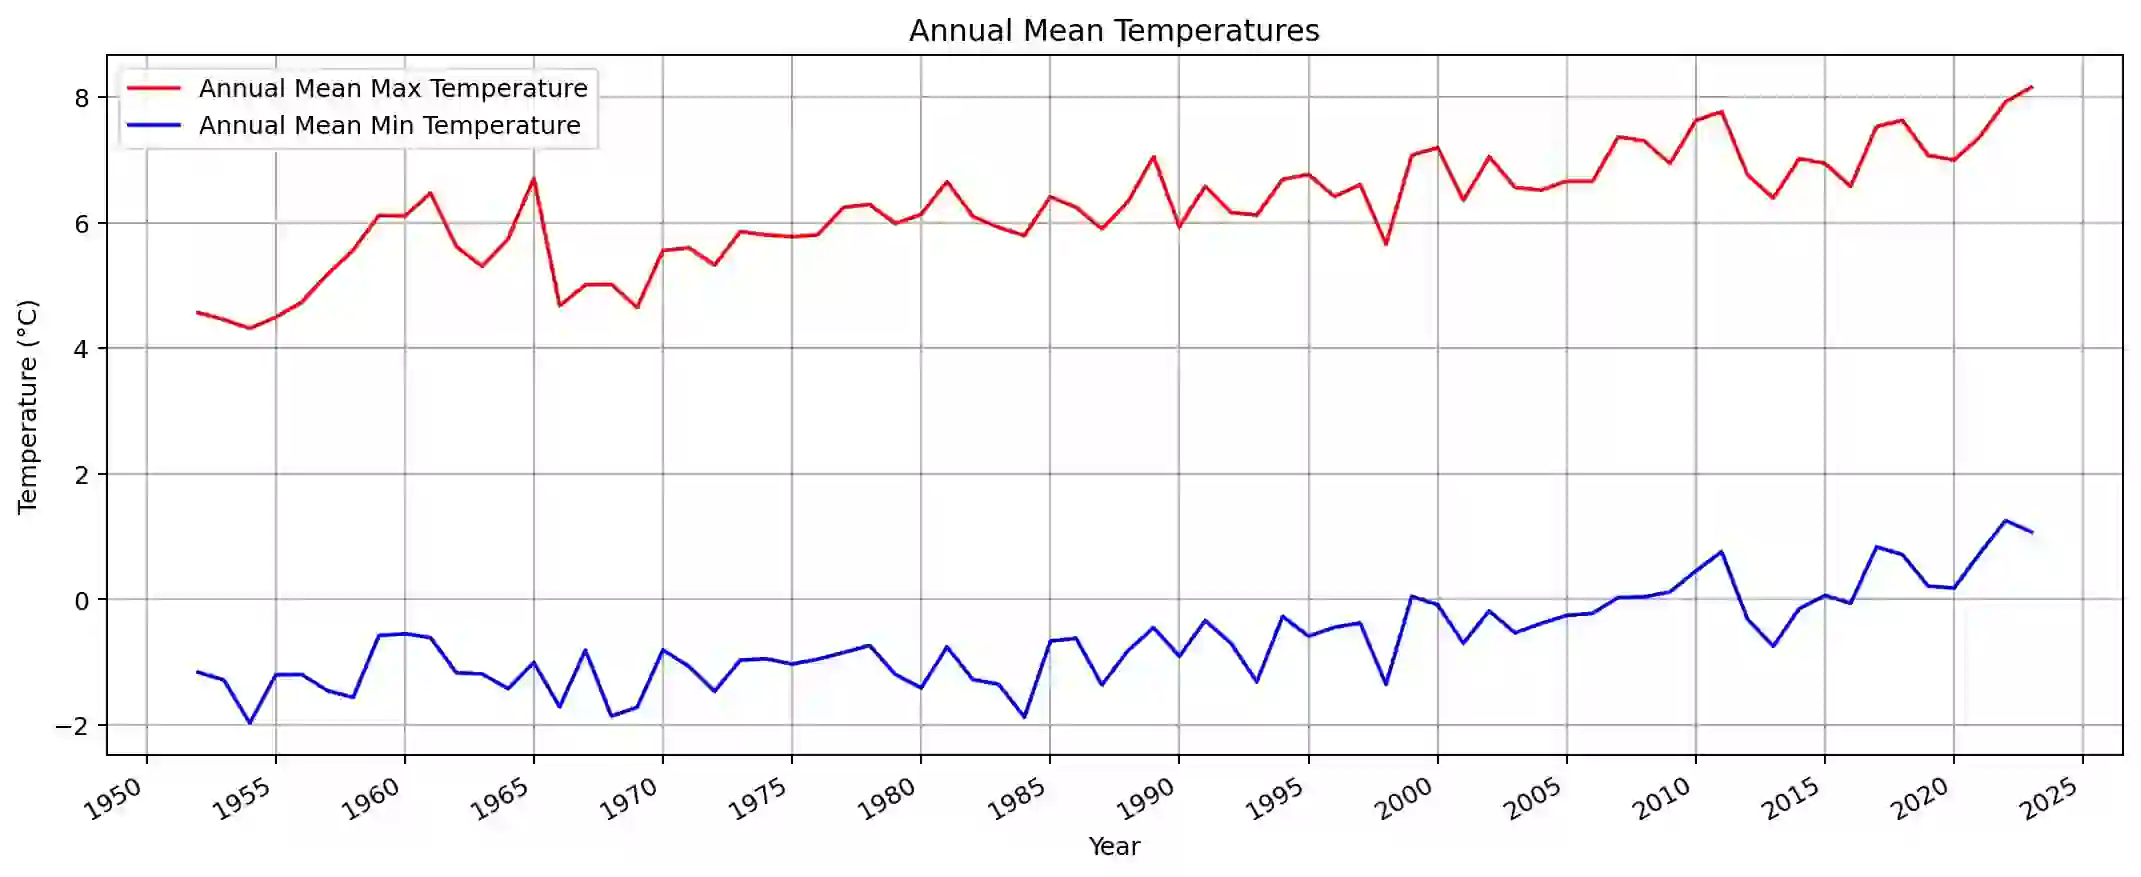 Annual Mean Temperatures
Annual Mean Max Temperature
Annual Mean Min Temperature
8
6
4
2
0
−2
Temperature (°C)
1950 1955 1960 1965 1970 1975 1980 1985 1990 1995 2000 2005 2010 2015 2020 2025
Year